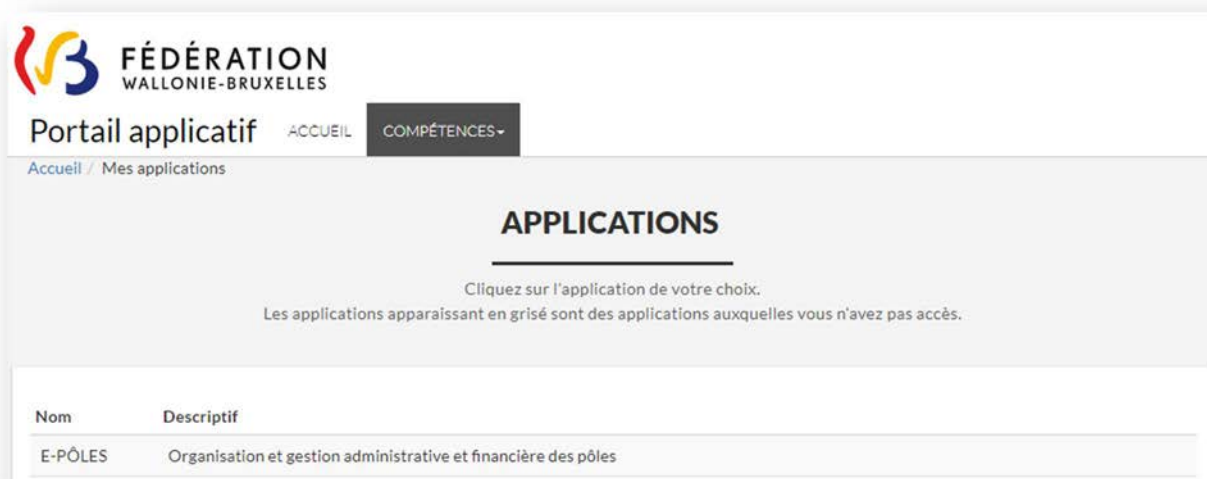 FÉDÉRATION
WALLONIE-BRUXELLES
Portail applicatif ACCUEIL COMPÉTENCES
Accueil / Mes applications
APPLICATIONS
Cliquez sur l'application de votre choix.
Les applications apparaissant en grisé sont des applications auxquelles vous n'avez pas accès.
Nom Descriptif
E-PÔLES Organisation et gestion administrative et financière des pôles